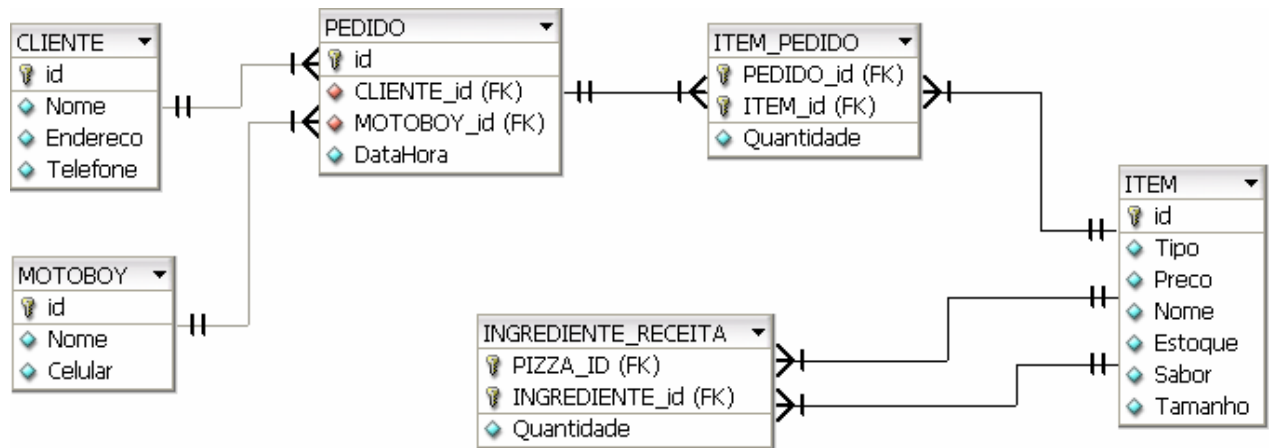 CLIENTE
id
Nome
Endereco
Telefone
PEDIDO
id
CLIENTE_id (FK)
MOTOBOY_id (FK)
DataHora
ITEM_PEDIDO
PEDIDO_id (FK)
ITEM_id (FK)
Quantidade
MOTOBOY
id
Nome
Celular
INGREDIENTE_RECEITA
PIZZA_ID (FK)
INGREDIENTE_id (FK)
Quantidade
ITEM
id
Tipo
Preco
Nome
Estoque
Sabor
Tamanho